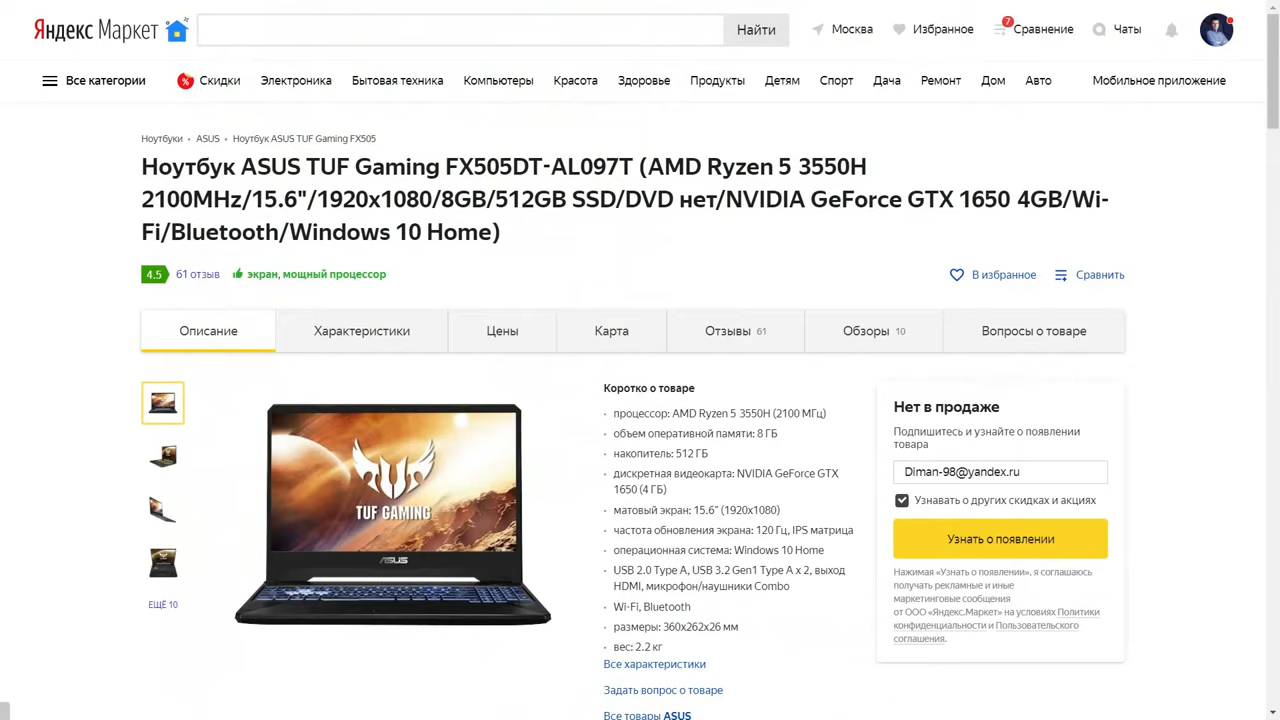 Яндекс Маркет
Найти
Москва
Избранное
7
Сравнение
Чаты
Все категории
% Скидки
Электроника
Бытовая техника
Компьютеры
Красота
Здоровье
Продукты
Детям
Спорт
Дача
Ремонт
Дом
Авто
Мобильное приложение
Ноутбуки • ASUS • Ноутбук ASUS TUF Gaming FX505
Ноутбук ASUS TUF Gaming FX505DT-AL097T (AMD Ryzen 5 3550H
2100MHz/15.6"/1920x1080/8GB/512GB SSD/DVD нет/NVIDIA GeForce GTX 1650 4GB/Wi-
Fi/Bluetooth/Windows 10 Home)
4.5 61 отзыв экран, мощный процессор
В избранное
Сравнить
Описание
Характеристики
Цены
Карта
Отзывы 61
Обзоры 10
Вопросы о товаре
TUF GAMING
ASUS
ЕЩЁ 10
Коротко о товаре
• процессор: AMD Ryzen 5 3550H (2100 МГц)
• объем оперативной памяти: 8 ГБ
• накопитель: 512 ГБ
• дискретная видеокарта: NVIDIA GeForce GTX
1650 (4 ГБ)
• матовый экран: 15.6" (1920x1080)
• частота обновления экрана: 120 Гц, IPS матрица
• операционная система: Windows 10 Home
• USB 2.0 Type A, USB 3.2 Gen1 Type A x 2, выход
HDMI, микрофон/наушники Combo
• Wi-Fi, Bluetooth
• размеры: 360x262x26 мм
• вес: 2.2 кг
Все характеристики
Задать вопрос о товаре
Все товары ASUS
Нет в продаже
Подпишитесь и узнайте о появлении
товара
Diman-98@yandex.ru
Узнавать о других скидках и акциях
Узнать о появлении
Нажимая «Узнать о появлении», я соглашаюсь
получать рекламные и иные
маркетинговые сообщения
от ООО «Яндекс.Маркет» на условиях Политики
конфиденциальности и Пользовательского
соглашения.